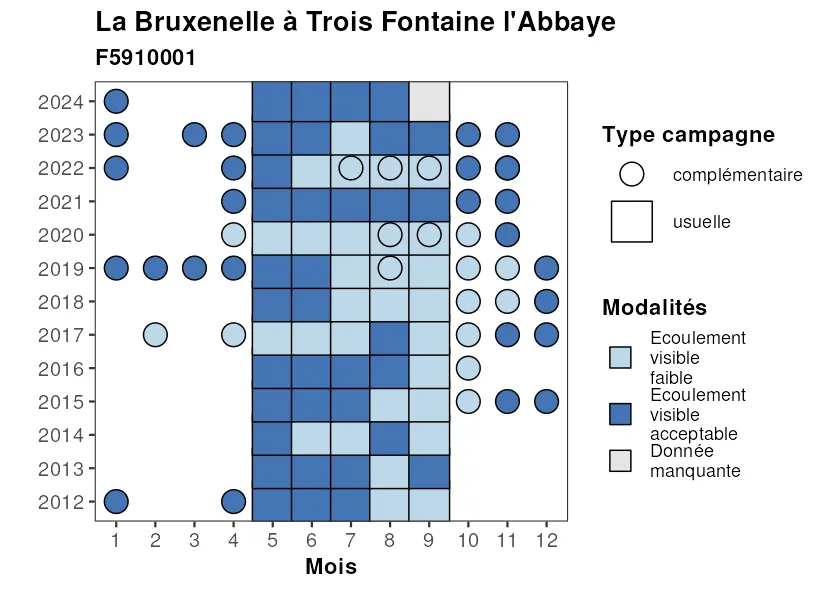 La Bruxenelle à Trois Fontaine l'Abbaye
F5910001
2024
2023
2022
2021
2020
2019
2018
2017
2016
2015
2014
2013
2012
1 2 3 4 5 6 7 8 9 10 11 12
Mois
Type campagne
complémentaire
usuelle
Modalités
Ecoulement
visible
faible
Ecoulement
visible
acceptable
Donnée
manquante